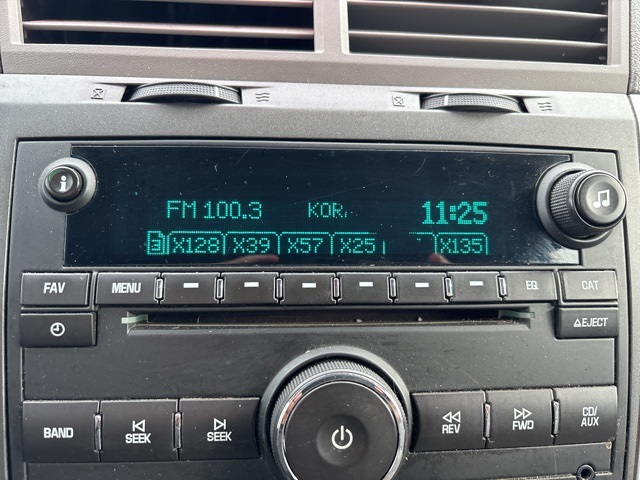 FM 100.3 KOR 11:25
3 X128 X39 X57 X25 X135
FAV MENU EQ CAT
EJECT
BAND SEEK SEEK REV FWD CD/
AUX